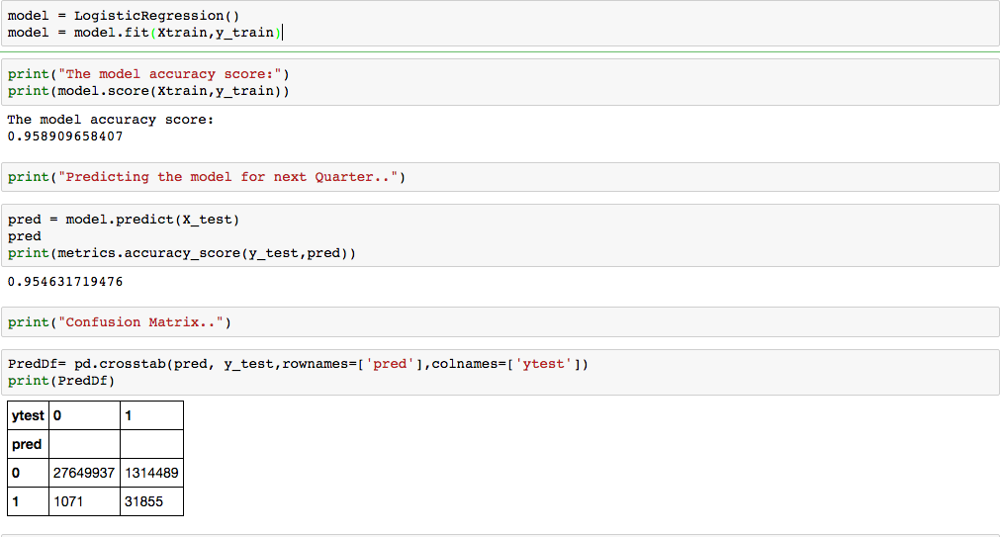 model = LogisticRegression()
model = model.fit(Xtrain,y_train)
print("The model accuracy score:")
print(model.score(Xtrain,y_train))
The model accuracy score:
0.958909658407
print("Predicting the model for next Quarter..")
pred = model.predict(X_test)
pred
print(metrics.accuracy_score(y_test,pred))
0.954631719476
print("Confusion Matrix..")
PredDf= pd.crosstab(pred, y_test,rownames=['pred'],colnames=['ytest'])
print(PredDf)
ytest 0 1
pred
0 27649937 1314489
1 1071 31855